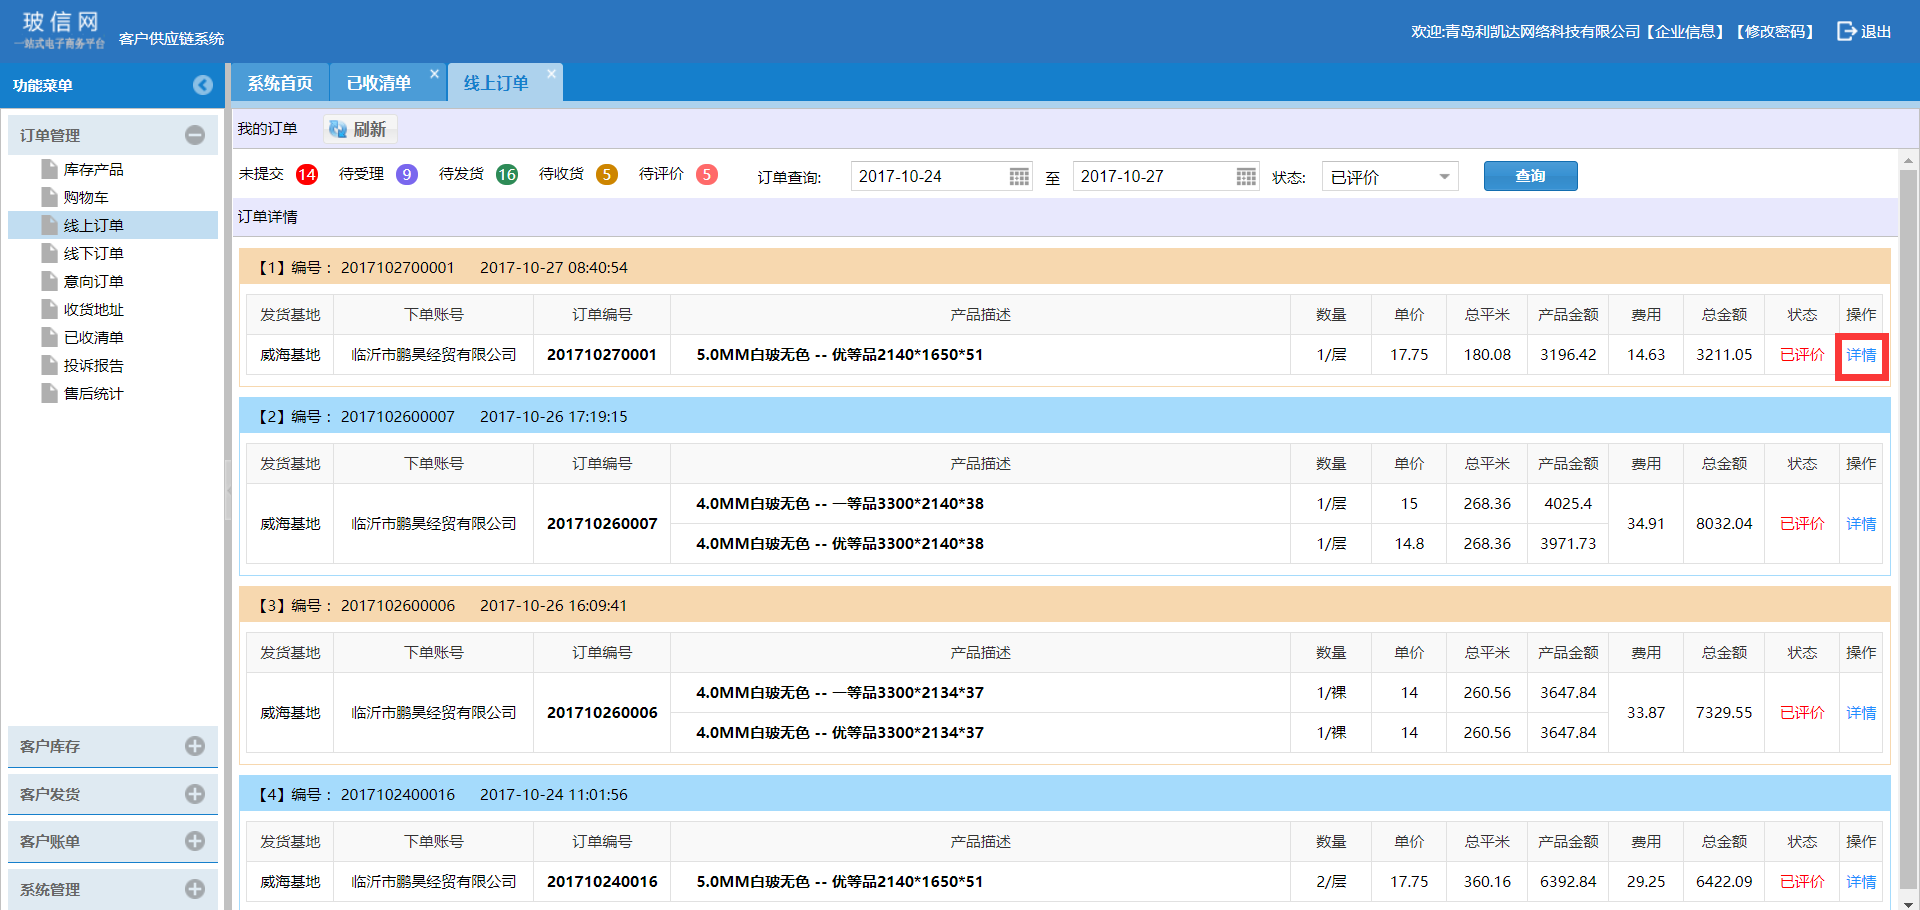 玻信网
一站式电子商务平台
客户供应链系统
欢迎:青岛利凯达网络科技有限公司【企业信息】【修改密码】 退出
功能菜单
系统首页 已收清单 线上订单
订单管理
库存产品
购物车
线上订单
线下订单
意向订单
收货地址
已收清单
投诉报告
售后统计
客户库存
客户发货
客户账单
系统管理
我的订单 刷新
未提交 14 待受理 9 待发货 16 待收货 5 待评价 5 订单查询: 2017-10-24 至 2017-10-27 状态: 已评价 查询
订单详情
【1】编号： 2017102700001 2017-10-27 08:40:54
发货基地 下单账号 订单编号 产品描述 数量 单价 总平米 产品金额 费用 总金额 状态 操作
威海基地 临沂市鹏昊经贸有限公司 201710270001 5.0MM白玻无色 -- 优等品2140*1650*51 1/层 17.75 180.08 3196.42 14.63 3211.05 已评价 详情
【2】编号： 2017102600007 2017-10-26 17:19:15
发货基地 下单账号 订单编号 产品描述 数量 单价 总平米 产品金额 费用 总金额 状态 操作
4.0MM白玻无色 -- 一等品3300*2140*38 1/层 15 268.36 4025.4
威海基地 临沂市鹏昊经贸有限公司 201710260007 34.91 8032.04 已评价 详情
4.0MM白玻无色 -- 优等品3300*2140*38 1/层 14.8 268.36 3971.73
【3】编号： 2017102600006 2017-10-26 16:09:41
发货基地 下单账号 订单编号 产品描述 数量 单价 总平米 产品金额 费用 总金额 状态 操作
4.0MM白玻无色 -- 一等品3300*2134*37 1/裸 14 260.56 3647.84
威海基地 临沂市鹏昊经贸有限公司 201710260006 33.87 7329.55 已评价 详情
4.0MM白玻无色 -- 优等品3300*2134*37 1/裸 14 260.56 3647.84
【4】编号： 2017102400016 2017-10-24 11:01:56
发货基地 下单账号 订单编号 产品描述 数量 单价 总平米 产品金额 费用 总金额 状态 操作
威海基地 临沂市鹏昊经贸有限公司 201710240016 5.0MM白玻无色 -- 优等品2140*1650*51 2/层 17.75 360.16 6392.84 29.25 6422.09 已评价 详情